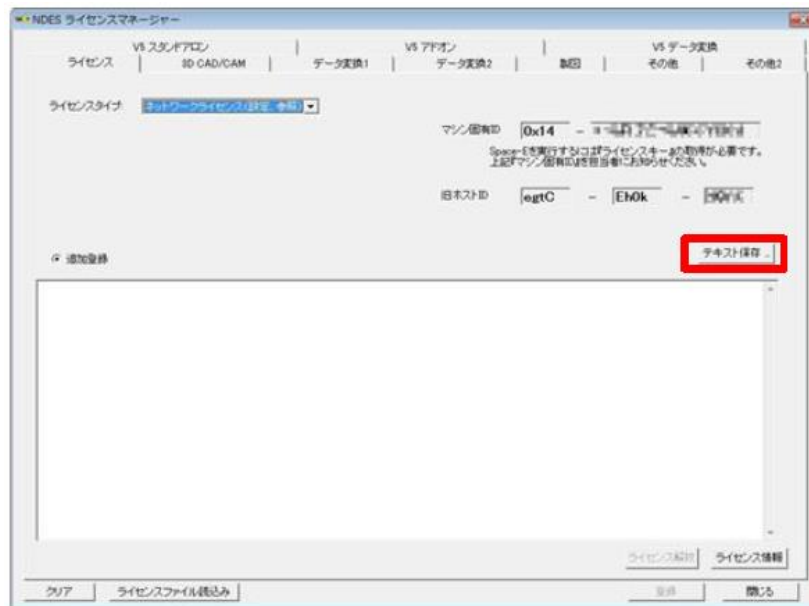 NDES ライセンスマネージャー
V5 スタンドアロン V5 アドオン V5 データ変換
ライセンス 3D CAD/CAM データ変換1 データ変換2 製図 その他 その他2
ライセンスタイプ ネットワークライセンス(設定、参照)
マシン固有ID 0x14 -
Space-Eを実行するには『ライセンスキー』の取得が必要です。
上記『マシン固有ID』を担当者にお知らせください。
旧ホストID egtC - Eh0k -
追加登録
テキスト保存 ..
ライセンス解除 ライセンス情報
クリア ライセンスファイル読込み 登録 閉じる